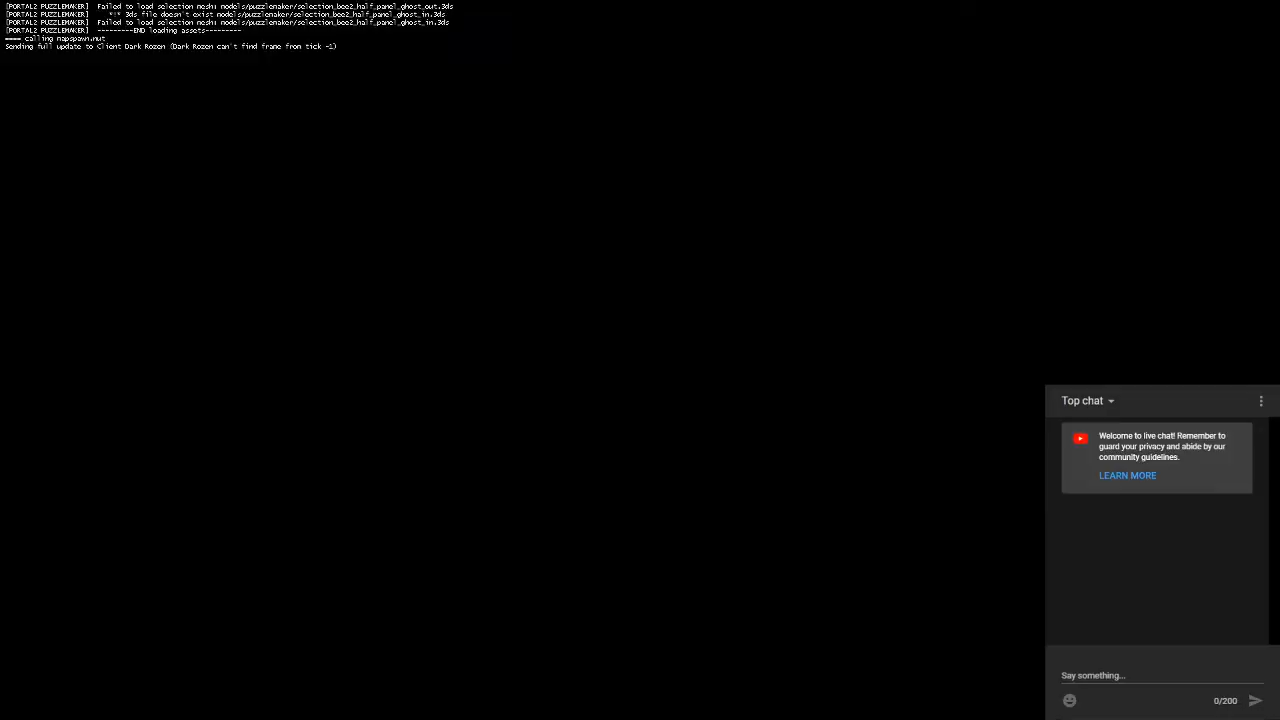 [PORTAL2 PUZZLEMAKER]  Failed to load selection mesh: models/puzzlemaker/selection_bee2_half_panel_ghost_out.3ds
[PORTAL2 PUZZLEMAKER]     *!* 3ds file doesn't exist models/puzzlemaker/selection_bee2_half_panel_ghost_in.3ds
[PORTAL2 PUZZLEMAKER]  Failed to load selection mesh: models/puzzlemaker/selection_bee2_half_panel_ghost_in.3ds
[PORTAL2 PUZZLEMAKER]  ---------END loading assets---------
==== calling mapspawn.nut
Sending full update to Client Dark Rozen (Dark Rozen can't find frame from tick -1)
Top chat
Welcome to live chat! Remember to
guard your privacy and abide by our
community guidelines.
LEARN MORE
Say something...
0/200